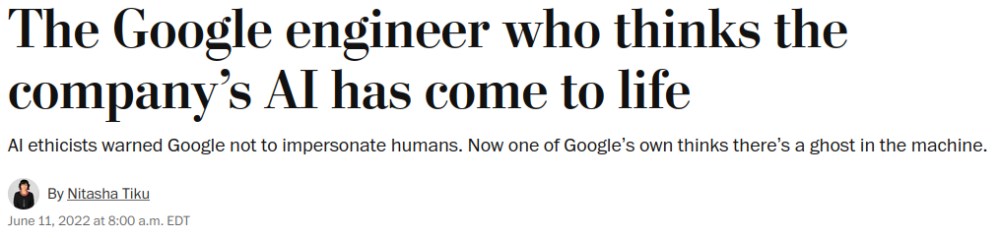 The Google engineer who thinks the
company’s AI has come to life
AI ethicists warned Google not to impersonate humans. Now one of Google’s own thinks there’s a ghost in the machine.
By Nitasha Tiku
June 11, 2022 at 8:00 a.m. EDT